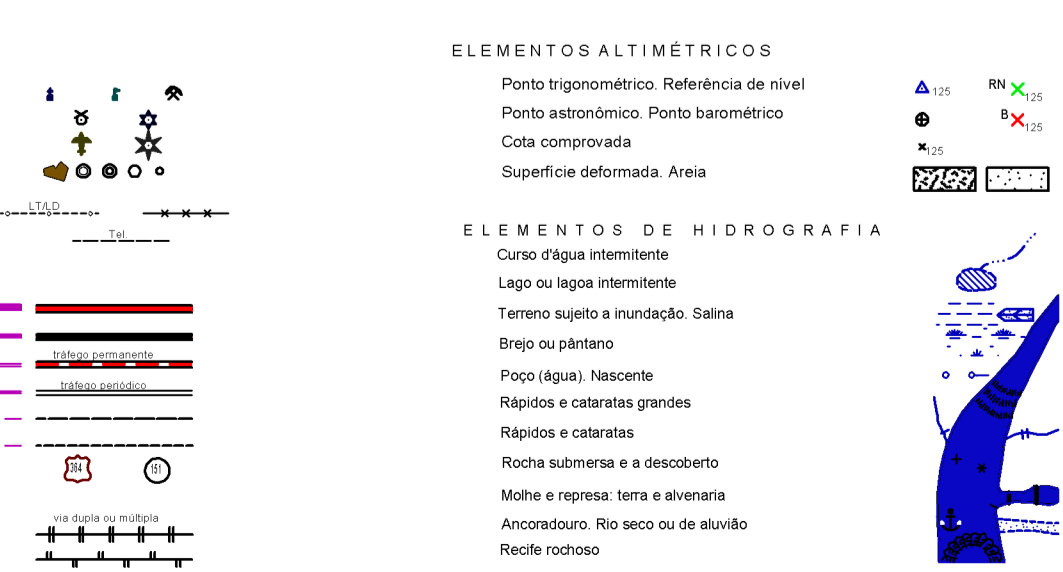 LT/LD
Tel.
tráfego permanente
tráfego periódico
364
151
via dupla ou múltipla
ELEMENTOS ALTIMÉTRICOS
Ponto trigonométrico. Referência de nível
125
RN
125
Ponto astronômico. Ponto barométrico
B
125
Cota comprovada
125
Superfície deformada. Areia
ELEMENTOS DE HIDROGRAFIA
Curso d'água intermitente
Lago ou lagoa intermitente
Terreno sujeito a inundação. Salina
Brejo ou pântano
Poço (água). Nascente
Rápidos e cataratas grandes
Rápidos e cataratas
Rocha submersa e a descoberto
Molhe e represa: terra e alvenaria
Ancoradouro. Rio seco ou de aluvião
Recife rochoso